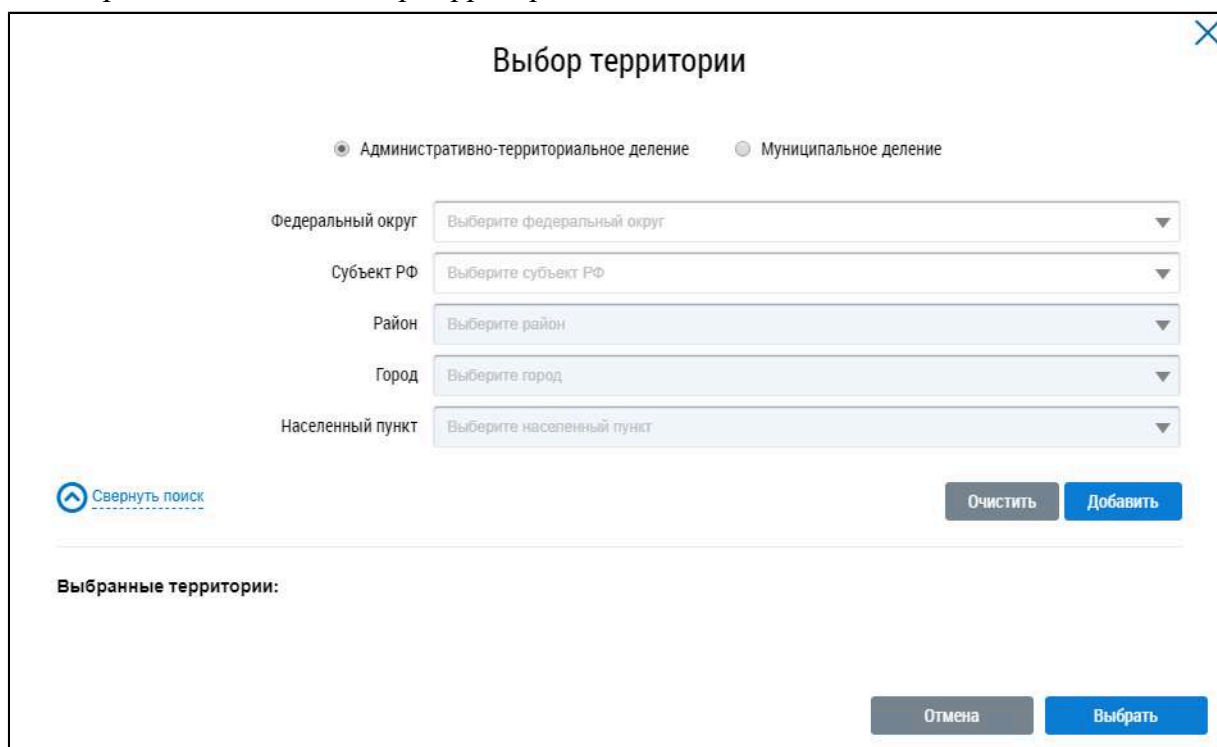 Выбор территории
Административно-территориальное деление Муниципальное деление
Федеральный округ Выберите федеральный округ
Субъект РФ Выберите субъект РФ
Район Выберите район
Город Выберите город
Населенный пункт Выберите населенный пункт
Свернуть поиск Очистить Добавить
Выбранные территории:
Отмена Выбрать